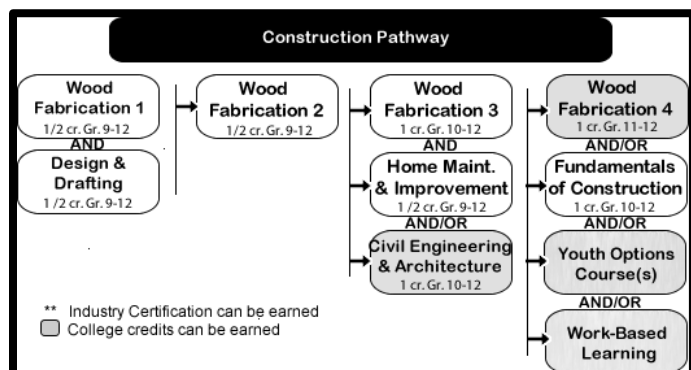 Construction Pathway
Wood
Fabrication 1
1/2 cr. Gr. 9-12
AND
Design &
Drafting
1 /2 cr. Gr. 9-12
Wood
Fabrication 2
1/2 cr. Gr. 9-12
Wood
Fabrication 3
1 cr. Gr. 10-12
AND
Home Maint.
& Improvement
1/2 cr. Gr. 9-12
AND/OR
Civil Engineering
& Architecture
1 cr. Gr. 10-12
Wood
Fabrication 4
1 cr. Gr. 11-12
AND/OR
Fundamentals
of Construction
1 cr. Gr. 10-12
AND/OR
Youth Options
Course(s)
AND/OR
Work-Based
Learning
** Industry Certification can be earned
College credits can be earned